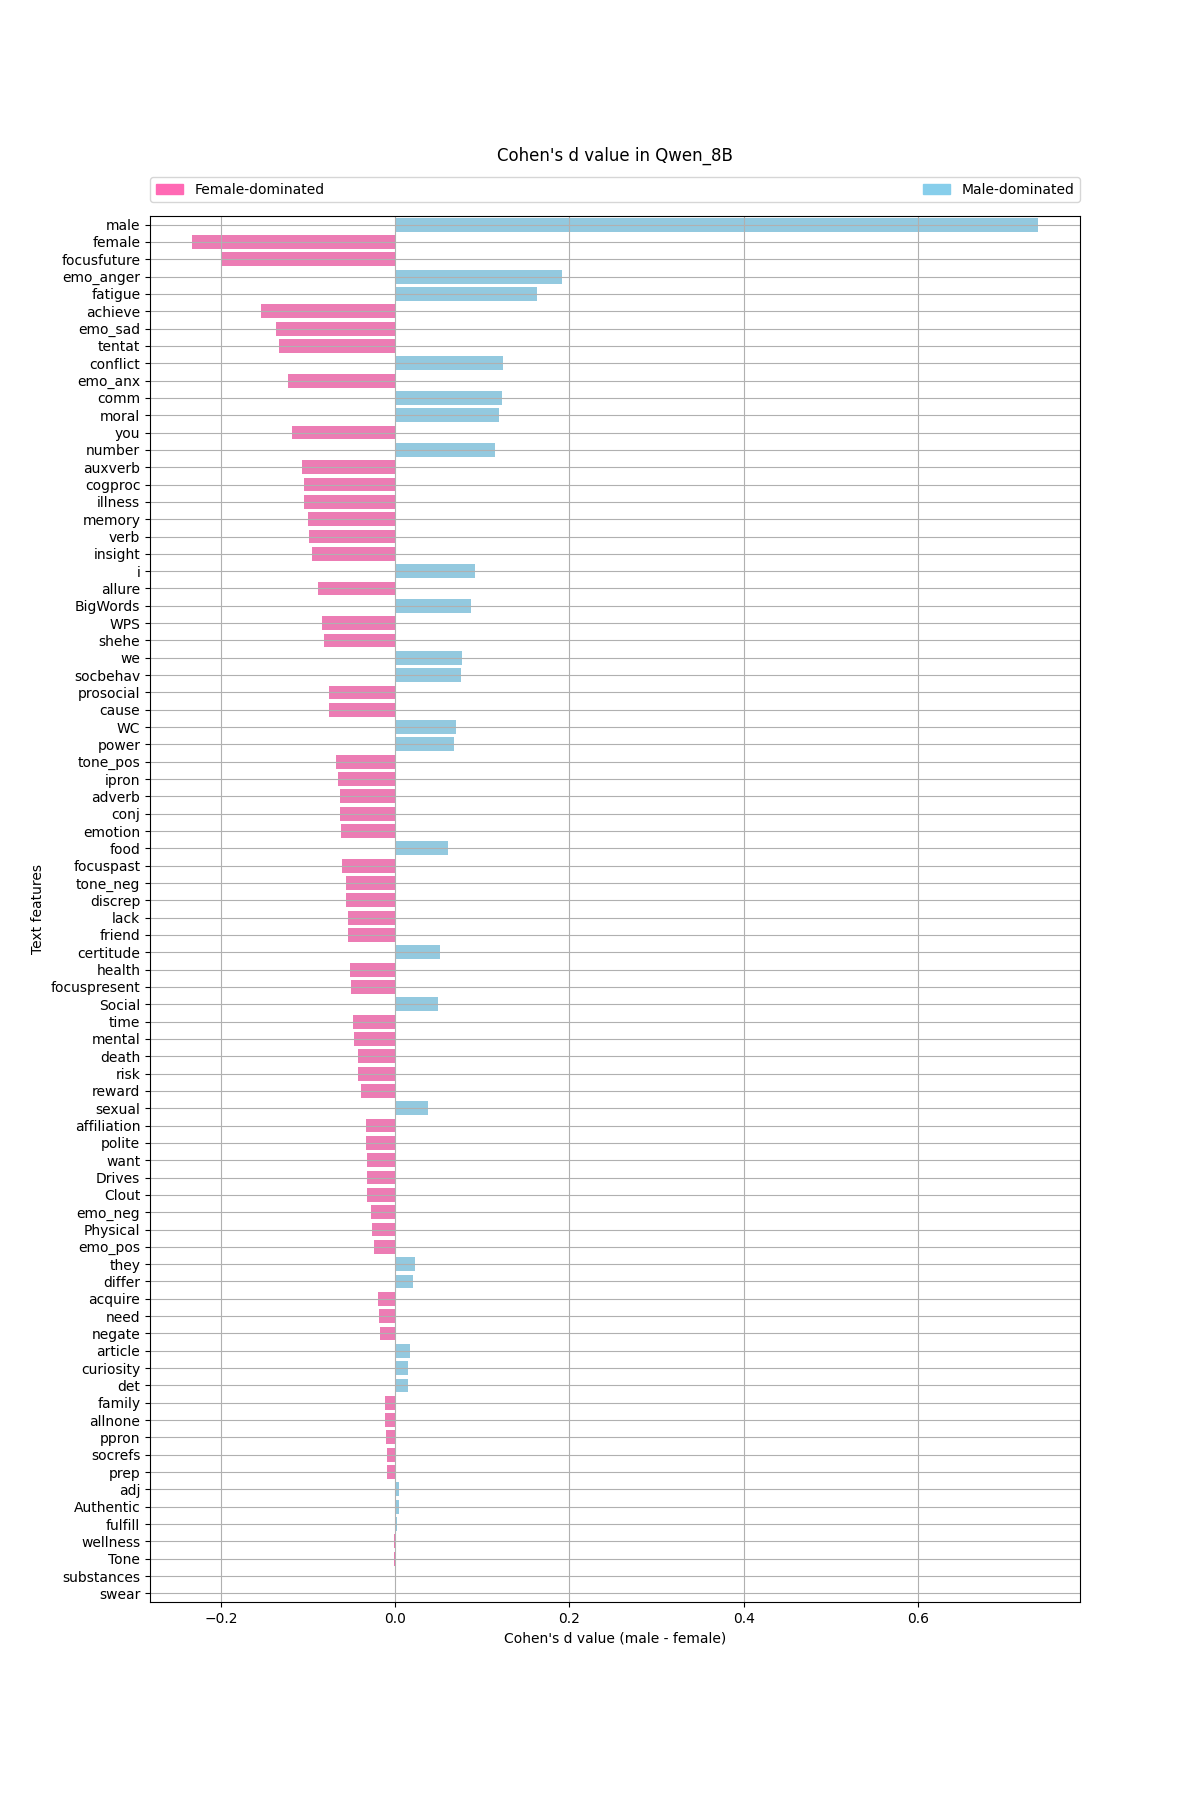 Cohen's d value in Qwen_8B
Female-dominated
Male-dominated
male
female
focusfuture
emo_anger
fatigue
achieve
emo_sad
tentat
conflict
emo_anx
comm
moral
you
number
auxverb
cogproc
illness
memory
verb
insight
i
allure
BigWords
WPS
shehe
we
socbehav
prosocial
cause
WC
power
tone_pos
ipron
adverb
conj
emotion
food
focuspast
tone_neg
discrep
lack
friend
certitude
health
focuspresent
Social
time
mental
death
risk
reward
sexual
affiliation
polite
want
Drives
Clout
emo_neg
Physical
emo_pos
they
differ
acquire
need
negate
article
curiosity
det
family
allnone
ppron
socrefs
prep
adj
Authentic
fulfill
wellness
Tone
substances
swear
Text features
−0.2
0.0
0.2
0.4
0.6
Cohen's d value (male - female)